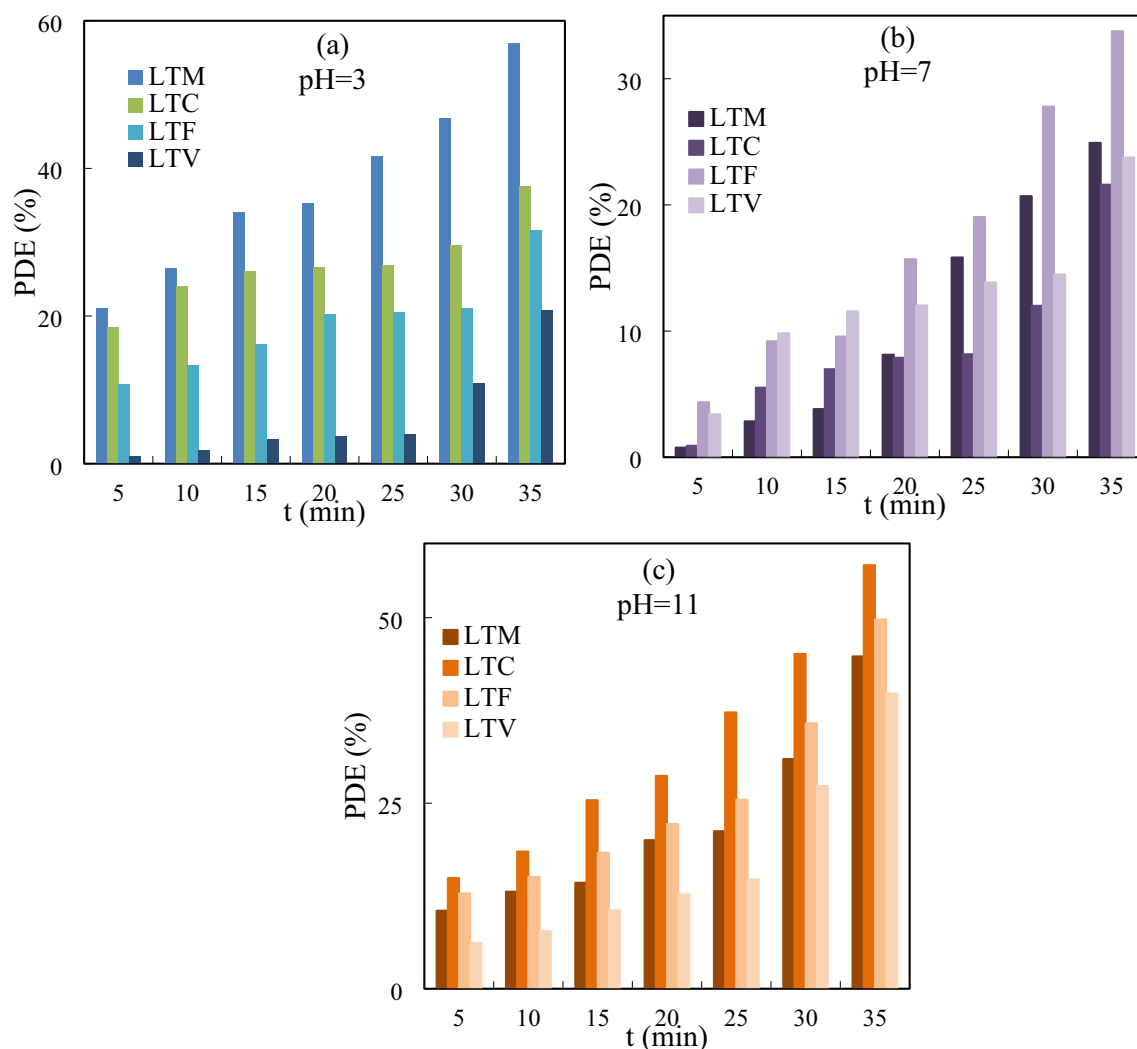 (a)
pH=3
LTM
LTC
LTF
LTV
PDE (%)
60
40
20
0
5 10 15 20 25 30 35
t (min)
(b)
pH=7
LTM
LTC
LTF
LTV
PDE (%)
30
20
10
0
5 10 15 20 25 30 35
t (min)
(c)
pH=11
LTM
LTC
LTF
LTV
PDE (%)
50
25
0
5 10 15 20 25 30 35
t (min)